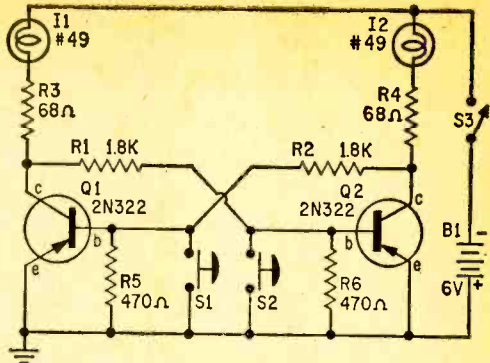 I1
#49
I2
#49
R3
68Ω
R4
68Ω
S3
R1 1.8K
R2 1.8K
c
Q1
2N322
b
e
Q2
2N322
c
b
e
B1
-
6V
+
R5
470Ω
S1
S2
R6
470Ω